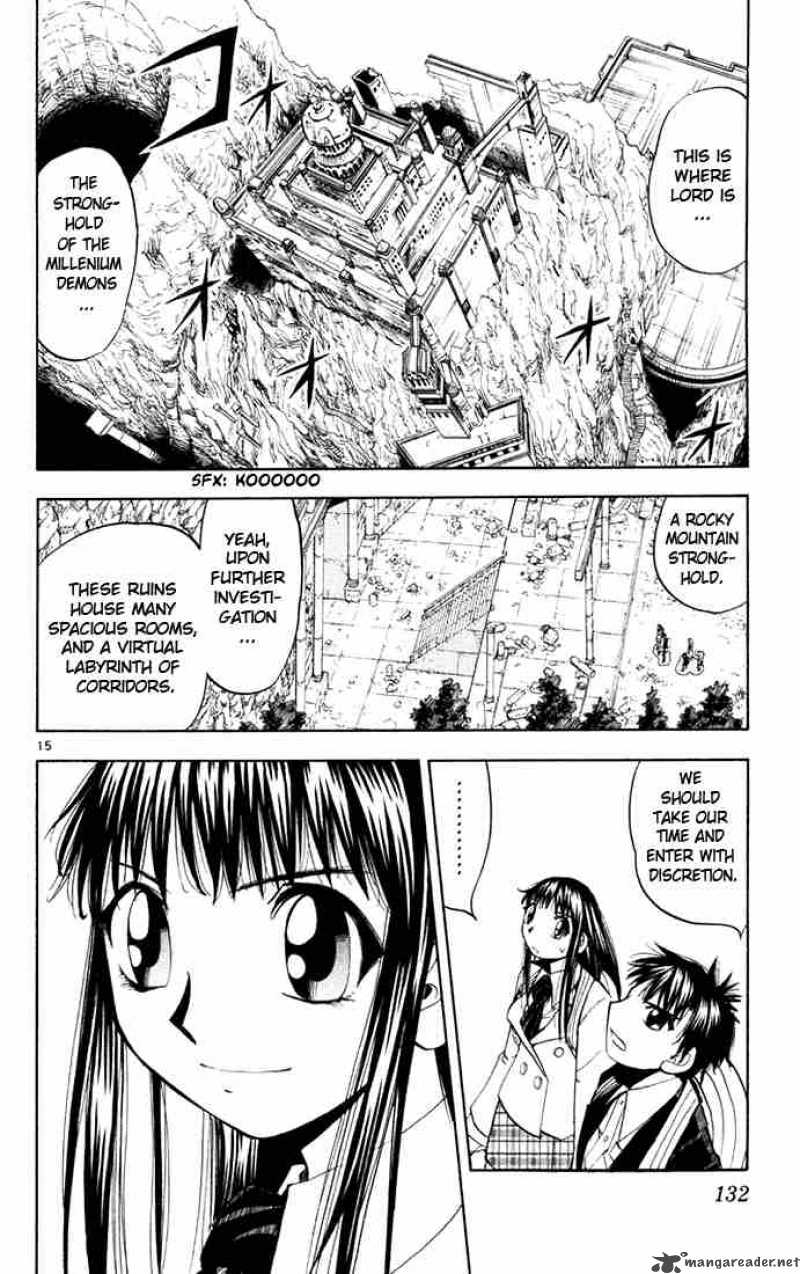 THIS IS
WHERE
LORD IS
...
THE
STRONG-
HOLD
OF THE
MILLENIUM
DEMONS
...
SFX: KOOOOOO
A ROCKY
MOUNTAIN
STRONG-
HOLD.
YEAH,
UPON
FURTHER
INVESTI-
GATION
...
THESE RUINS
HOUSE MANY
SPACIOUS ROOMS,
AND A VIRTUAL
LABYRINTH OF
CORRIDORS.
15
WE
SHOULD
TAKE OUR
TIME AND
ENTER WITH
DISCRETION.
.........
132
mangareader.net